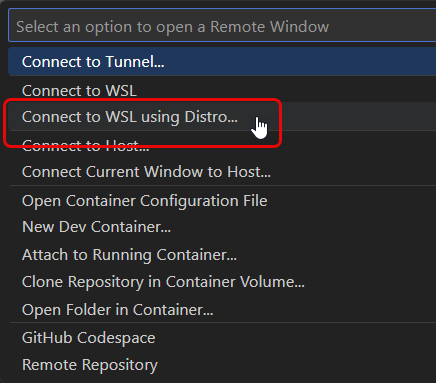 Select an option to open a Remote Window
Connect to Tunnel...
Connect to WSL
Connect to WSL using Distro...
Connect to Host...
Connect Current Window to Host...
Open Container Configuration File
New Dev Container...
Attach to Running Container...
Clone Repository in Container Volume...
Open Folder in Container...
GitHub Codespace
Remote Repository